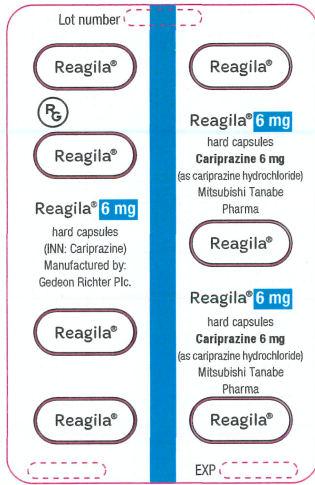 Lot number
Reagila®
RG
Reagila®
Reagila® 6 mg
hard capsules
(INN: Cariprazine)
Manufactured by:
Gedeon Richter Plc.
Reagila®
Reagila®
Reagila®
Reagila® 6 mg
hard capsules
Cariprazine 6 mg
(as cariprazine hydrochloride)
Mitsubishi Tanabe
Pharma
Reagila®
Reagila® 6 mg
hard capsules
Cariprazine 6 mg
(as cariprazine hydrochloride)
Mitsubishi Tanabe
Pharma
Reagila®
EXP